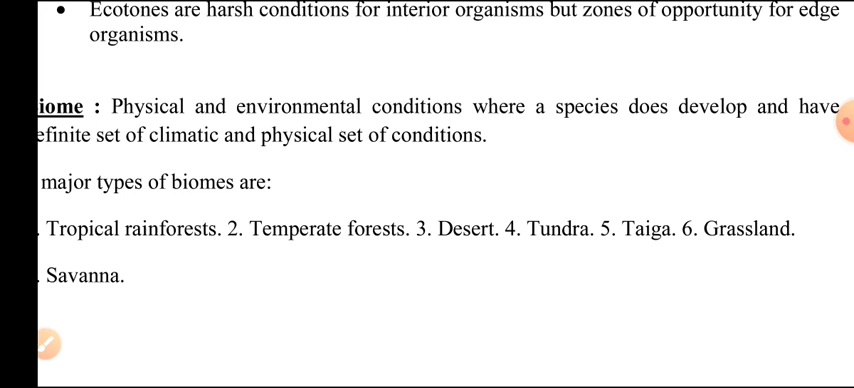 • Ecotones are harsh conditions for interior organisms but zones of opportunity for edge
organisms.
iome : Physical and environmental conditions where a species does develop and have
efinite set of climatic and physical set of conditions.
major types of biomes are:
. Tropical rainforests. 2. Temperate forests. 3. Desert. 4. Tundra. 5. Taiga. 6. Grassland.
. Savanna.